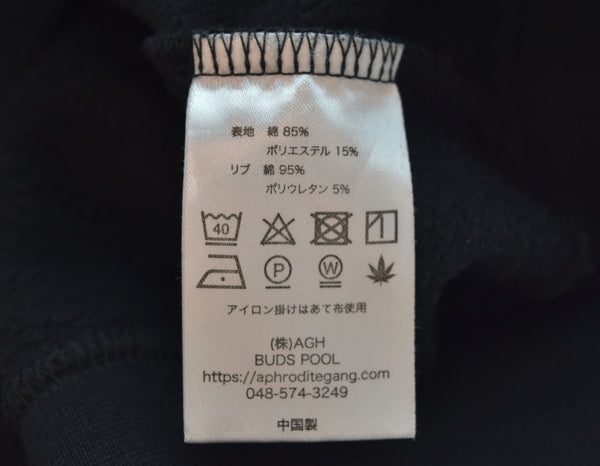 表地 綿 85%
ポリエステル 15%
リブ 綿 95%
ポリウレタン 5%
40
P W
アイロン掛けはあて布使用
(株)AGH
BUDS POOL
https://aphroditegang.com
048-574-3249
中国製